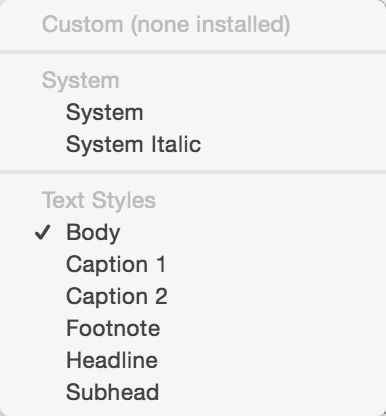 Custom (none installed)
System
System
System Italic
Text Styles
✓ Body
Caption 1
Caption 2
Footnote
Headline
Subhead